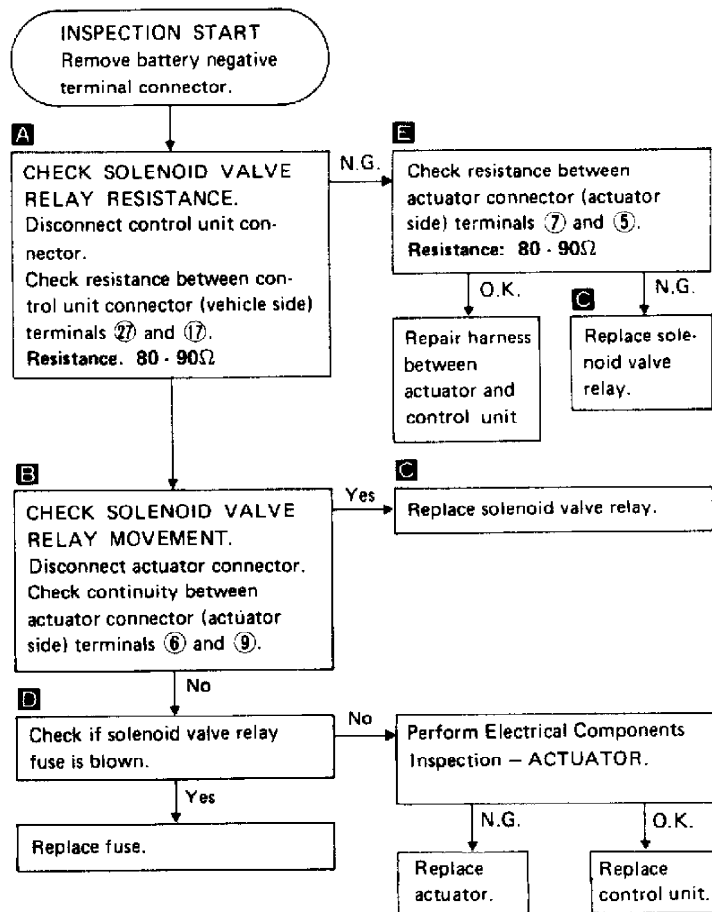 INSPECTION START
Remove battery negative
terminal connector.
A
CHECK SOLENOID VALVE
RELAY RESISTANCE.
Disconnect control unit con-
nector.
Check resistance between con-
trol unit connector (vehicle side)
terminals ㉗ and ⑰.
Resistance. 80 - 90Ω
N.G.
E
Check resistance between
actuator connector (actuator
side) terminals ⑦ and ⑤.
Resistance: 80 - 90Ω
O.K.
Repair harness
between
actuator and
control unit
C
N.G.
Replace sole-
noid valve
relay.
B
CHECK SOLENOID VALVE
RELAY MOVEMENT.
Disconnect actuator connector.
Check continuity between
actuator connector (actuator
side) terminals ⑥ and ⑨.
Yes
C
Replace solenoid valve relay.
No
D
Check if solenoid valve relay
fuse is blown.
No
Perform Electrical Components
Inspection – ACTUATOR.
Yes
Replace fuse.
N.G.
Replace
actuator.
O.K.
Replace
control unit.